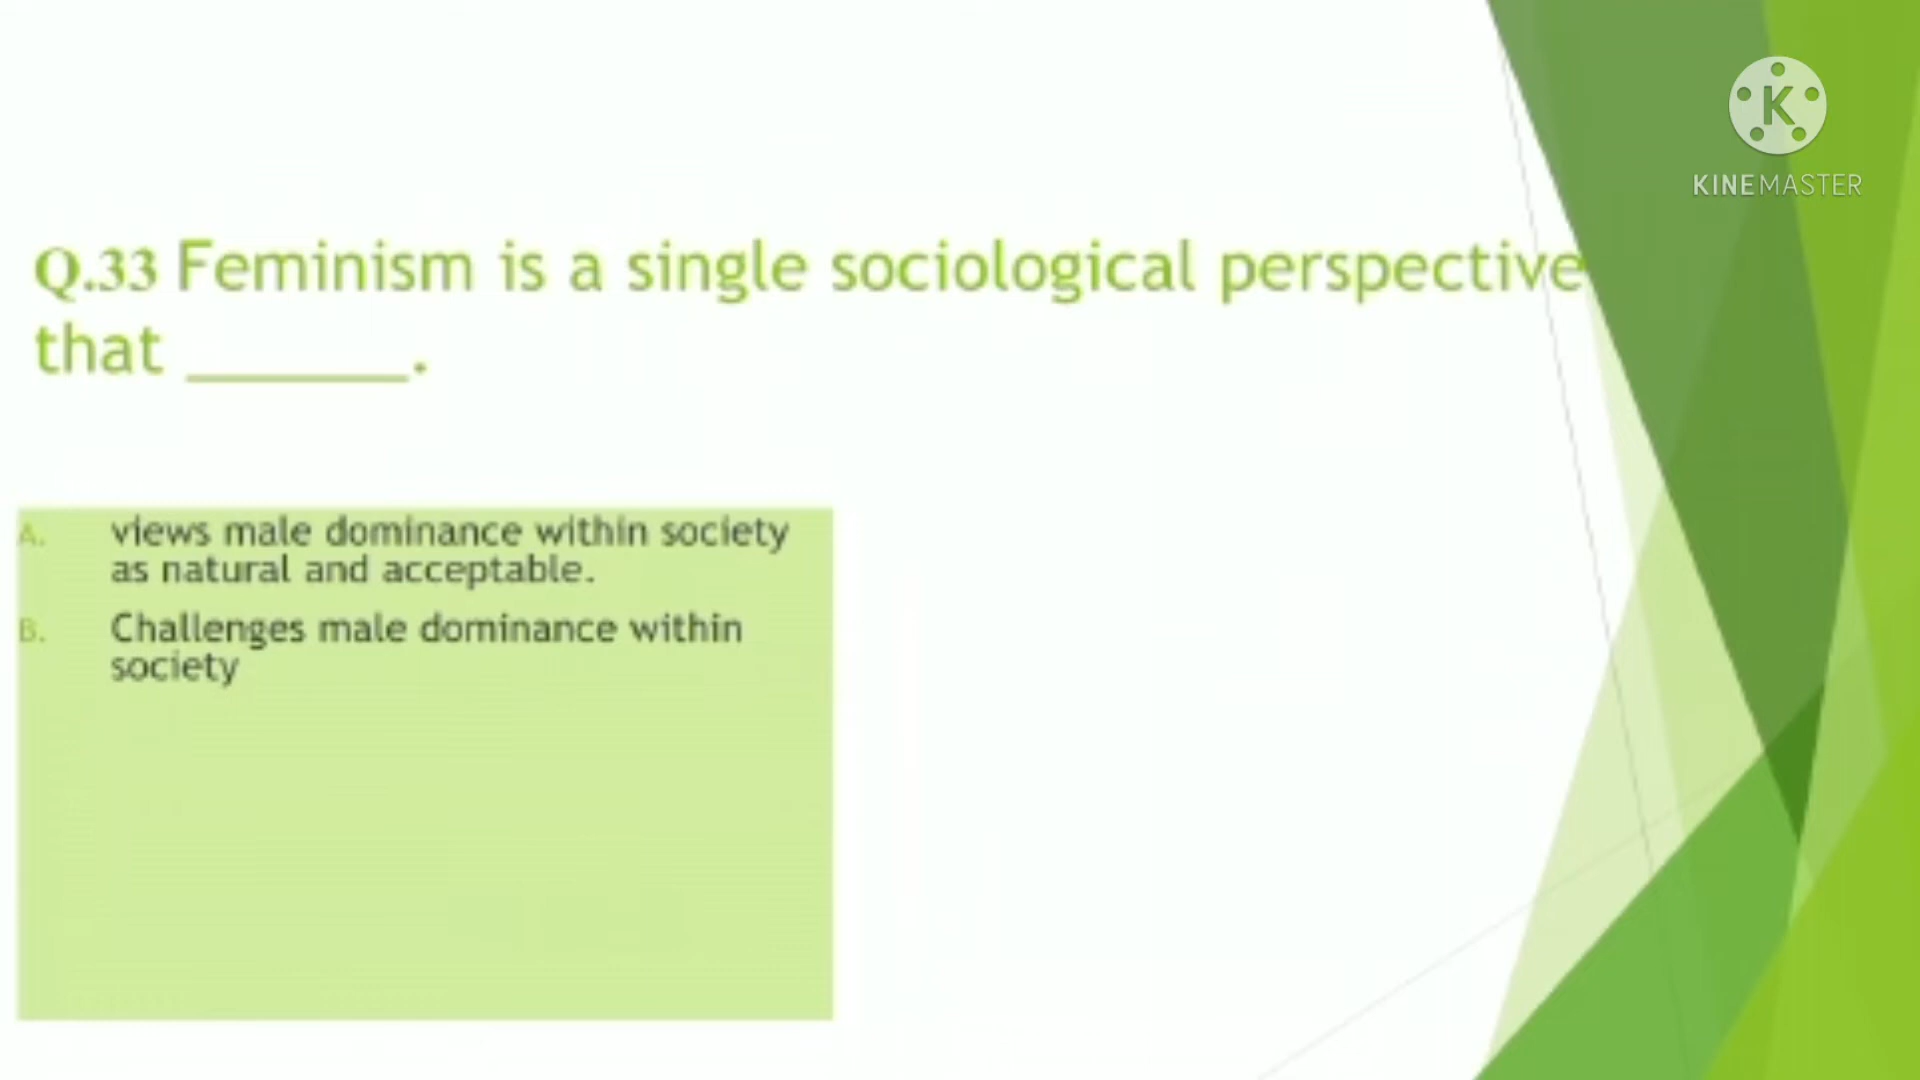 KINEMASTER
Q.33 Feminism is a single sociological perspective
that ______.
A. views male dominance within society
as natural and acceptable.
B. Challenges male dominance within
society